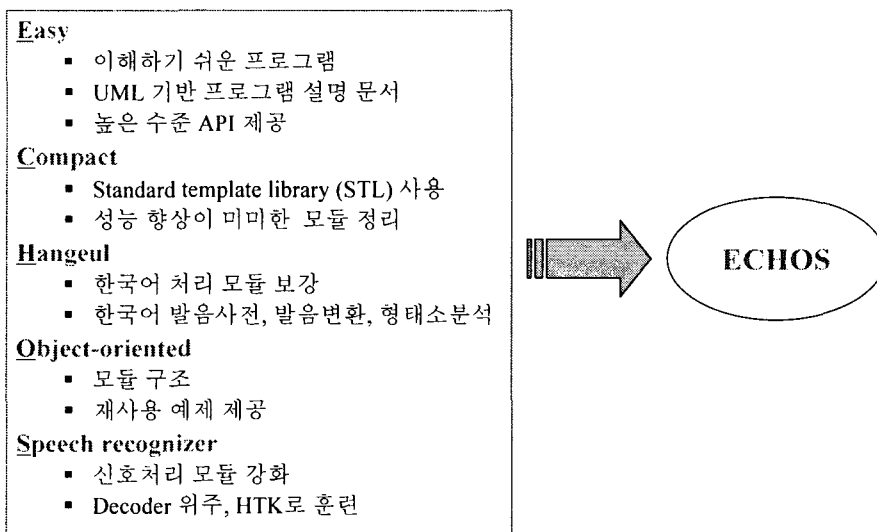 Easy
▪ 이해하기 쉬운 프로그램
▪ UML 기반 프로그램 설명 문서
▪ 높은 수준 API 제공
Compact
▪ Standard template library (STL) 사용
▪ 성능 향상이 미미한 모듈 정리
Hangeul
▪ 한국어 처리 모듈 보강
▪ 한국어 발음사전, 발음변환, 형태소분석
Object-oriented
▪ 모듈 구조
▪ 재사용 예제 제공
Speech recognizer
▪ 신호처리 모듈 강화
▪ Decoder 위주, HTK로 훈련
ECHOS